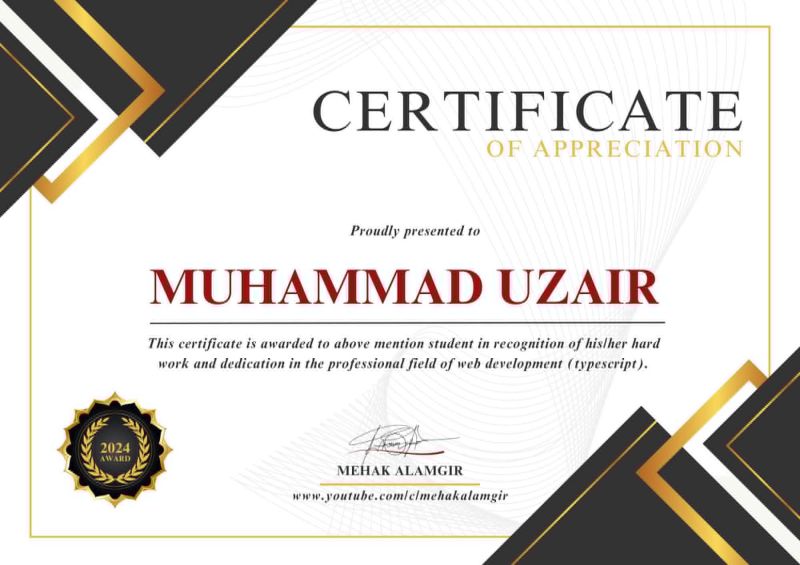 CERTIFICATE
OF APPRECIATION
Proudly presented to
MUHAMMAD UZAIR
This certificate is awarded to above mention student in recognition of his/her hard
work and dedication in the professional field of web development (typescript).
2024
AWARD
MEHAK ALAMGIR
www.youtube.com/c/mehakalamgir